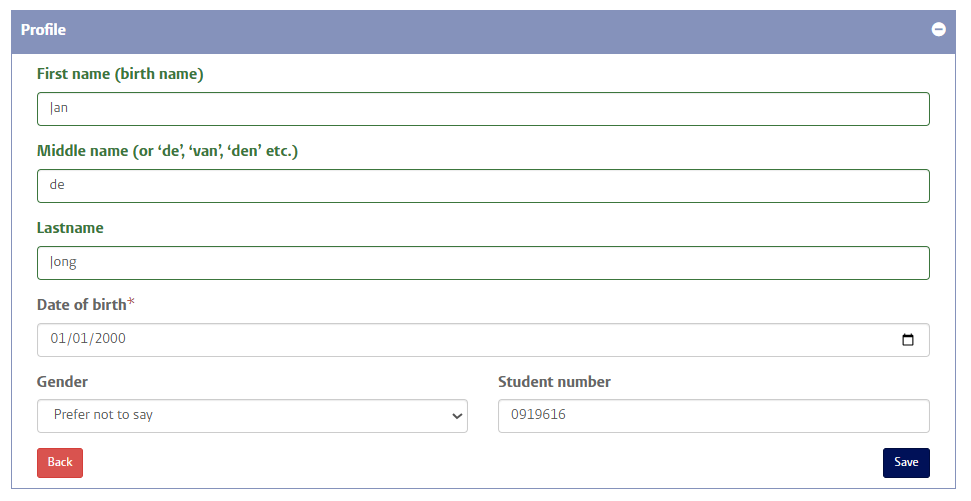 Profile
First name (birth name)
Jan
Middle name (or ‘de’, ‘van’, ‘den’ etc.)
de
Lastname
Jong
Date of birth*
01/01/2000
Gender Student number
Prefer not to say 0919616
Back Save